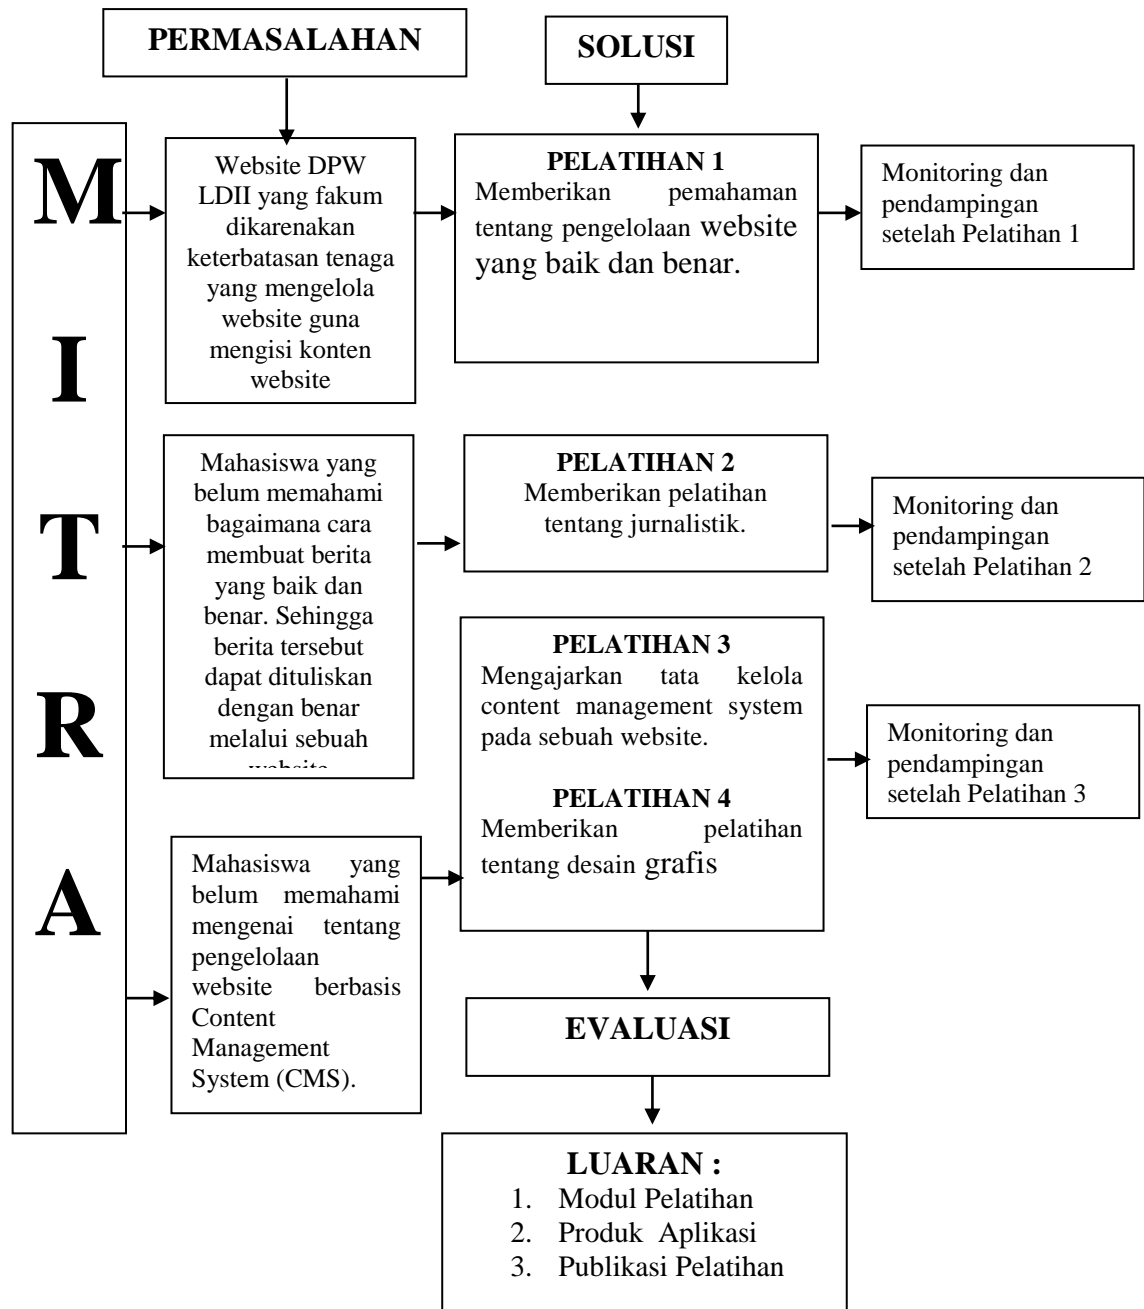 PERMASALAHAN
SOLUSI
M
I
T
R
A
Website DPW
LDII yang fakum
dikarenakan
keterbatasan tenaga
yang mengelola
website guna
mengisi konten
website
PELATIHAN 1
Memberikan pemahaman
tentang pengelolaan website
yang baik dan benar.
Monitoring dan
pendampingan
setelah Pelatihan 1
Mahasiswa yang
belum memahami
bagaimana cara
membuat berita
yang baik dan
benar. Sehingga
berita tersebut
dapat dituliskan
dengan benar
melalui sebuah
website
PELATIHAN 2
Memberikan pelatihan
tentang jurnalistik.
Monitoring dan
pendampingan
setelah Pelatihan 2
PELATIHAN 3
Mengajarkan tata kelola
content management system
pada sebuah website.
PELATIHAN 4
Memberikan pelatihan
tentang desain grafis
Monitoring dan
pendampingan
setelah Pelatihan 3
Mahasiswa yang
belum memahami
mengenai tentang
pengelolaan
website berbasis
Content
Management
System (CMS).
EVALUASI
LUARAN :
1. Modul Pelatihan
2. Produk Aplikasi
3. Publikasi Pelatihan